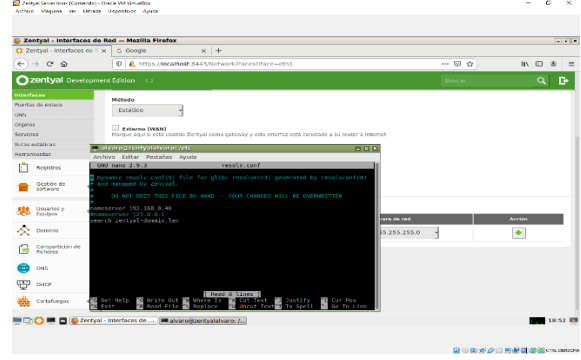 Zentyal Server linux (Corriendo) - Oracle VM VirtualBox
Archivo Máquina Ver Entrada Dispositivos Ayuda
Zentyal - Interfaces de Red — Mozilla Firefox
Zentyal - Interfaces de
Google
https://localhost:8443/Network/Ifaces?iface=eth1
zentyal Development Edition
Buscar...
Interfaces
Puertas de enlace
DNS
Objetos
Servicios
Rutas estáticas
Herramientas
Registros
Gestión de software
Usuarios y Equipos
Dominio
Compartición de Ficheros
DNS
DHCP
Cortafuegos
Método
Estático
Externo (WAN)
Marque aquí si está usando Zentyal como gateway y este interfaz está conectado a su router a Internet
alvaro@zentyalalvaro: /etc
Archivo Editar Pestañas Ayuda
GNU nano 2.9.3 resolv.conf
# Dynamic resolv.conf(5) file for glibc resolver(3) generated by resolvconf(8)
# and managed by Zentyal.
#
# DO NOT EDIT THIS FILE BY HAND -- YOUR CHANGES WILL BE OVERWRITTEN
#
nameserver 192.168.0.46
#nameserver 127.0.0.1
search zentyal-domain.lan
[ Read 8 lines ]
Get Help Write Out Where Is Cut Text Justify Cur Pos
Exit Read File Replace Uncut Text To Spell Go To Line
de red
Acción
255.255.0
Zentyal - Interfaces de ...
alvaro@zentyalalvaro: /...
18:52